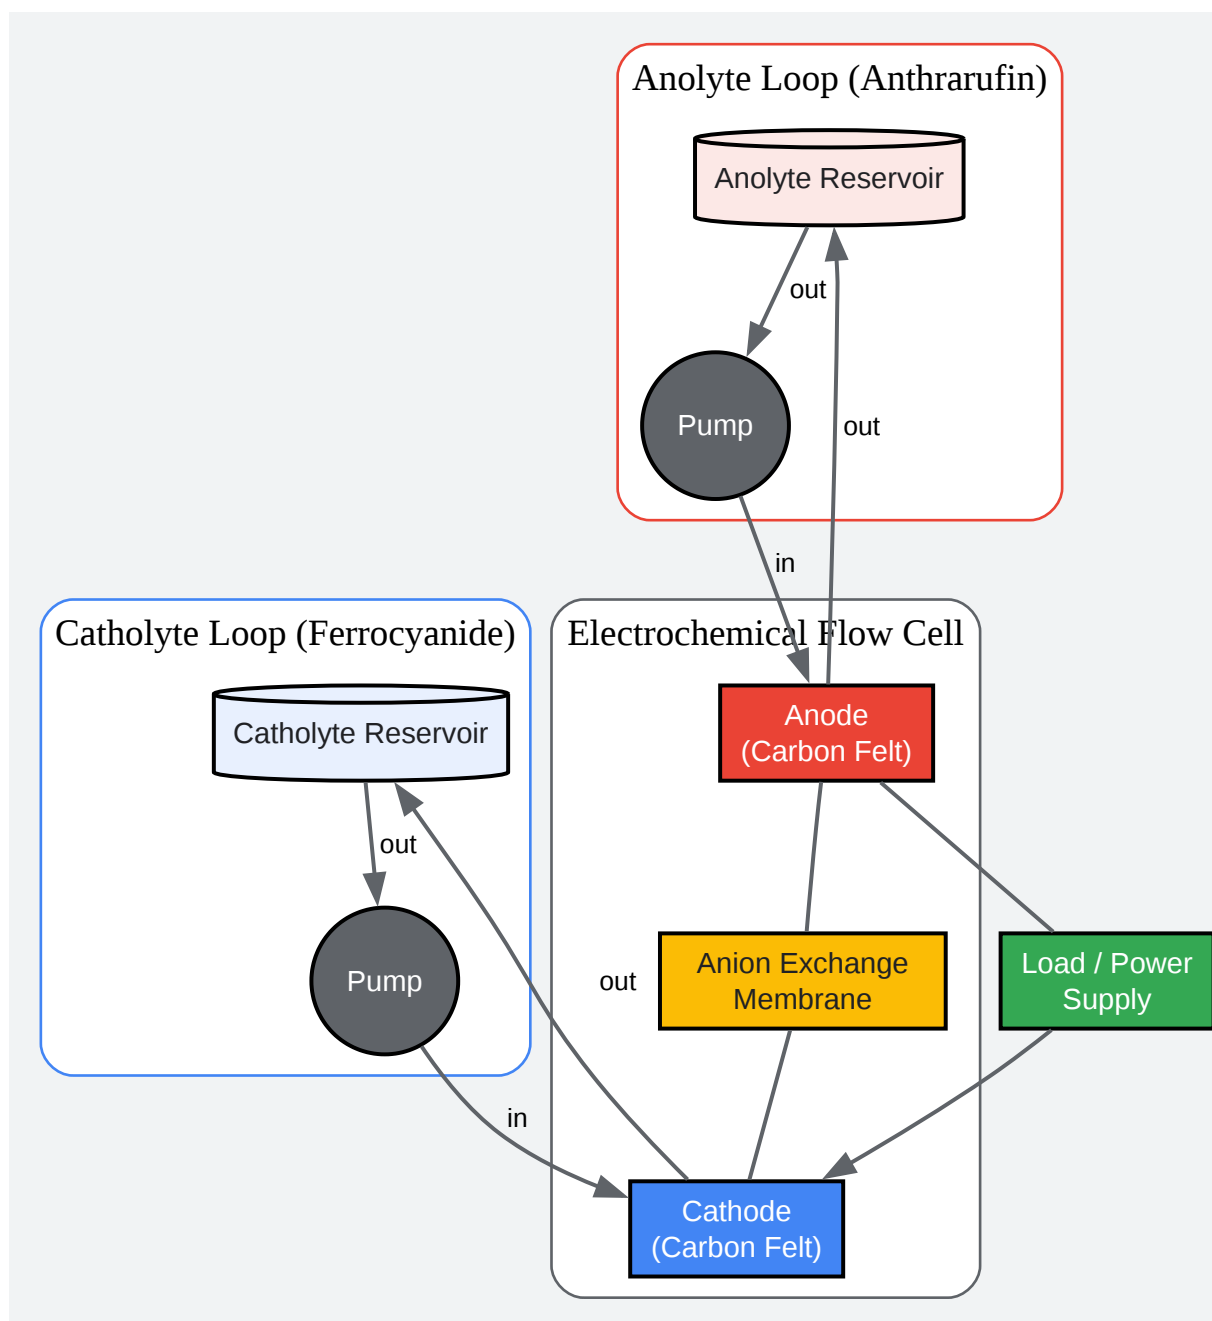 Anolyte Loop (Anthrarufin)
Anolyte Reservoir
out
Pump
out
in
Catholyte Loop (Ferrocyanide)
Electrochemical Flow Cell
Catholyte Reservoir
Anode
(Carbon Felt)
out
Pump
out
Anion Exchange
Membrane
Load / Power
Supply
in
Cathode
(Carbon Felt)